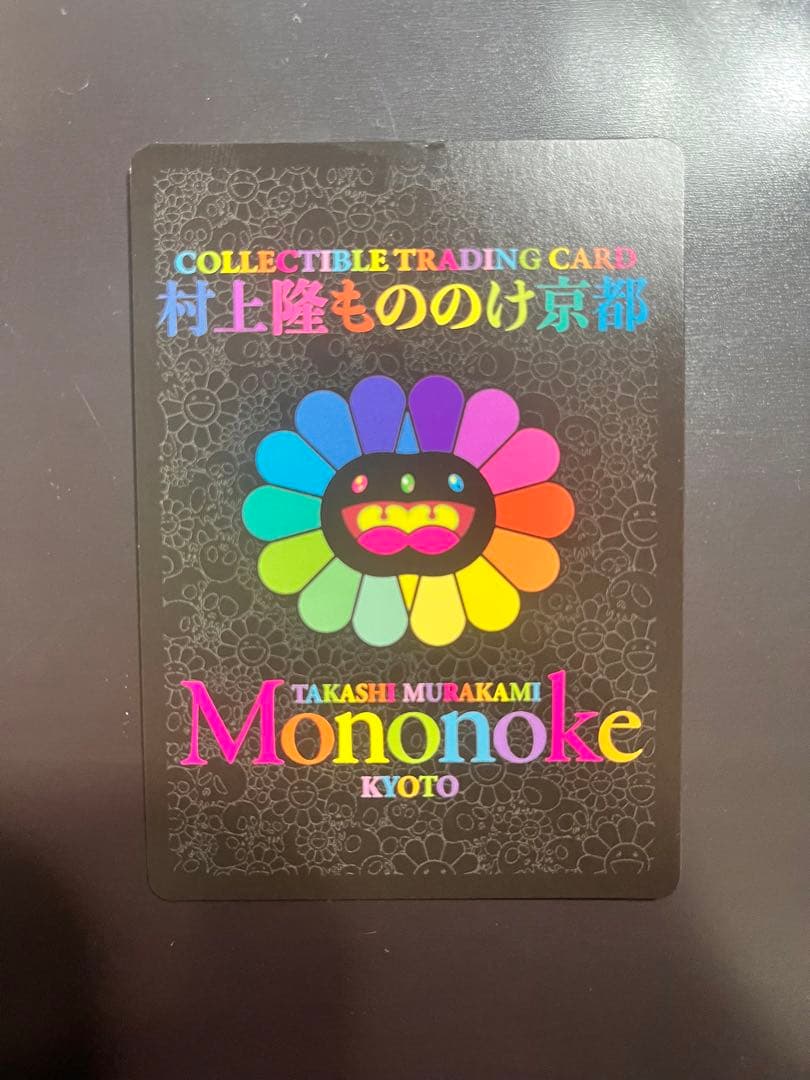 COLLECTIBLE TRADING CARD
村上隆もののけ京都
TAKASHI MURAKAMI
Mononoke
KYOTO